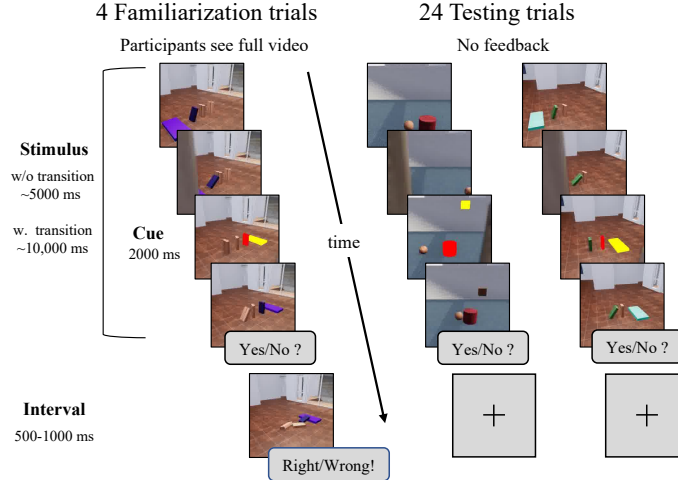 4 Familiarization trials
24 Testing trials
Participants see full video
No feedback
Stimulus
w/o transition
~5000 ms
w. transition
~10,000 ms
Cue
2000 ms
time
Yes/No ?
Yes/No ?
Yes/No ?
Interval
500-1000 ms
Right/Wrong!